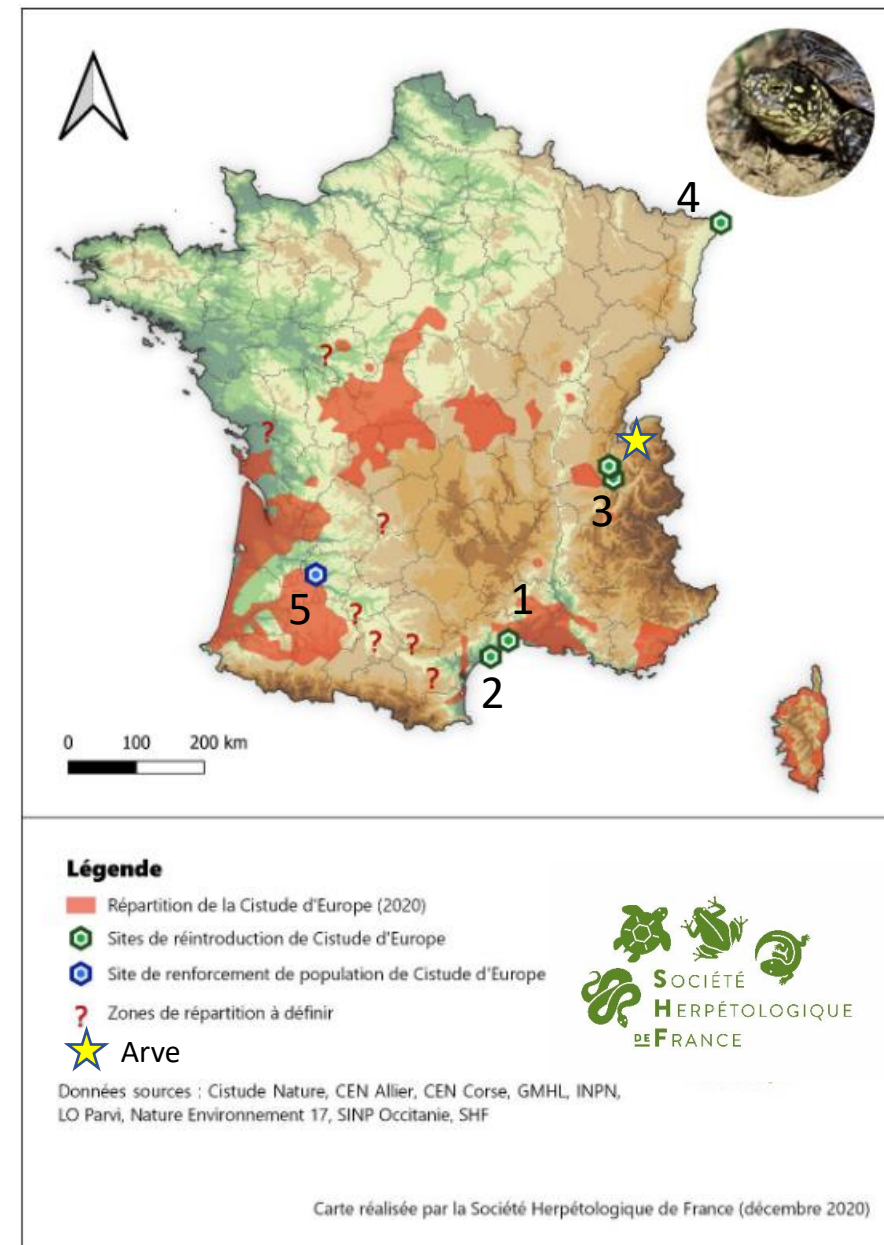 4
?
?
3
?
1
5
?
?
?
?
2
0 100 200 km
Légende
Répartition de la Cistude d'Europe (2020)
Sites de réintroduction de Cistude d'Europe
Site de renforcement de population de Cistude d'Europe
? Zones de répartition à définir
Arve
SOCIÉTÉ
HERPÉTOLOGIQUE
DE FRANCE
Données sources : Cistude Nature, CEN Allier, CEN Corse, GMHL, INPN,
LO Parvi, Nature Environnement 17, SINP Occitanie, SHF
Carte réalisée par la Société Herpétologique de France (décembre 2020)